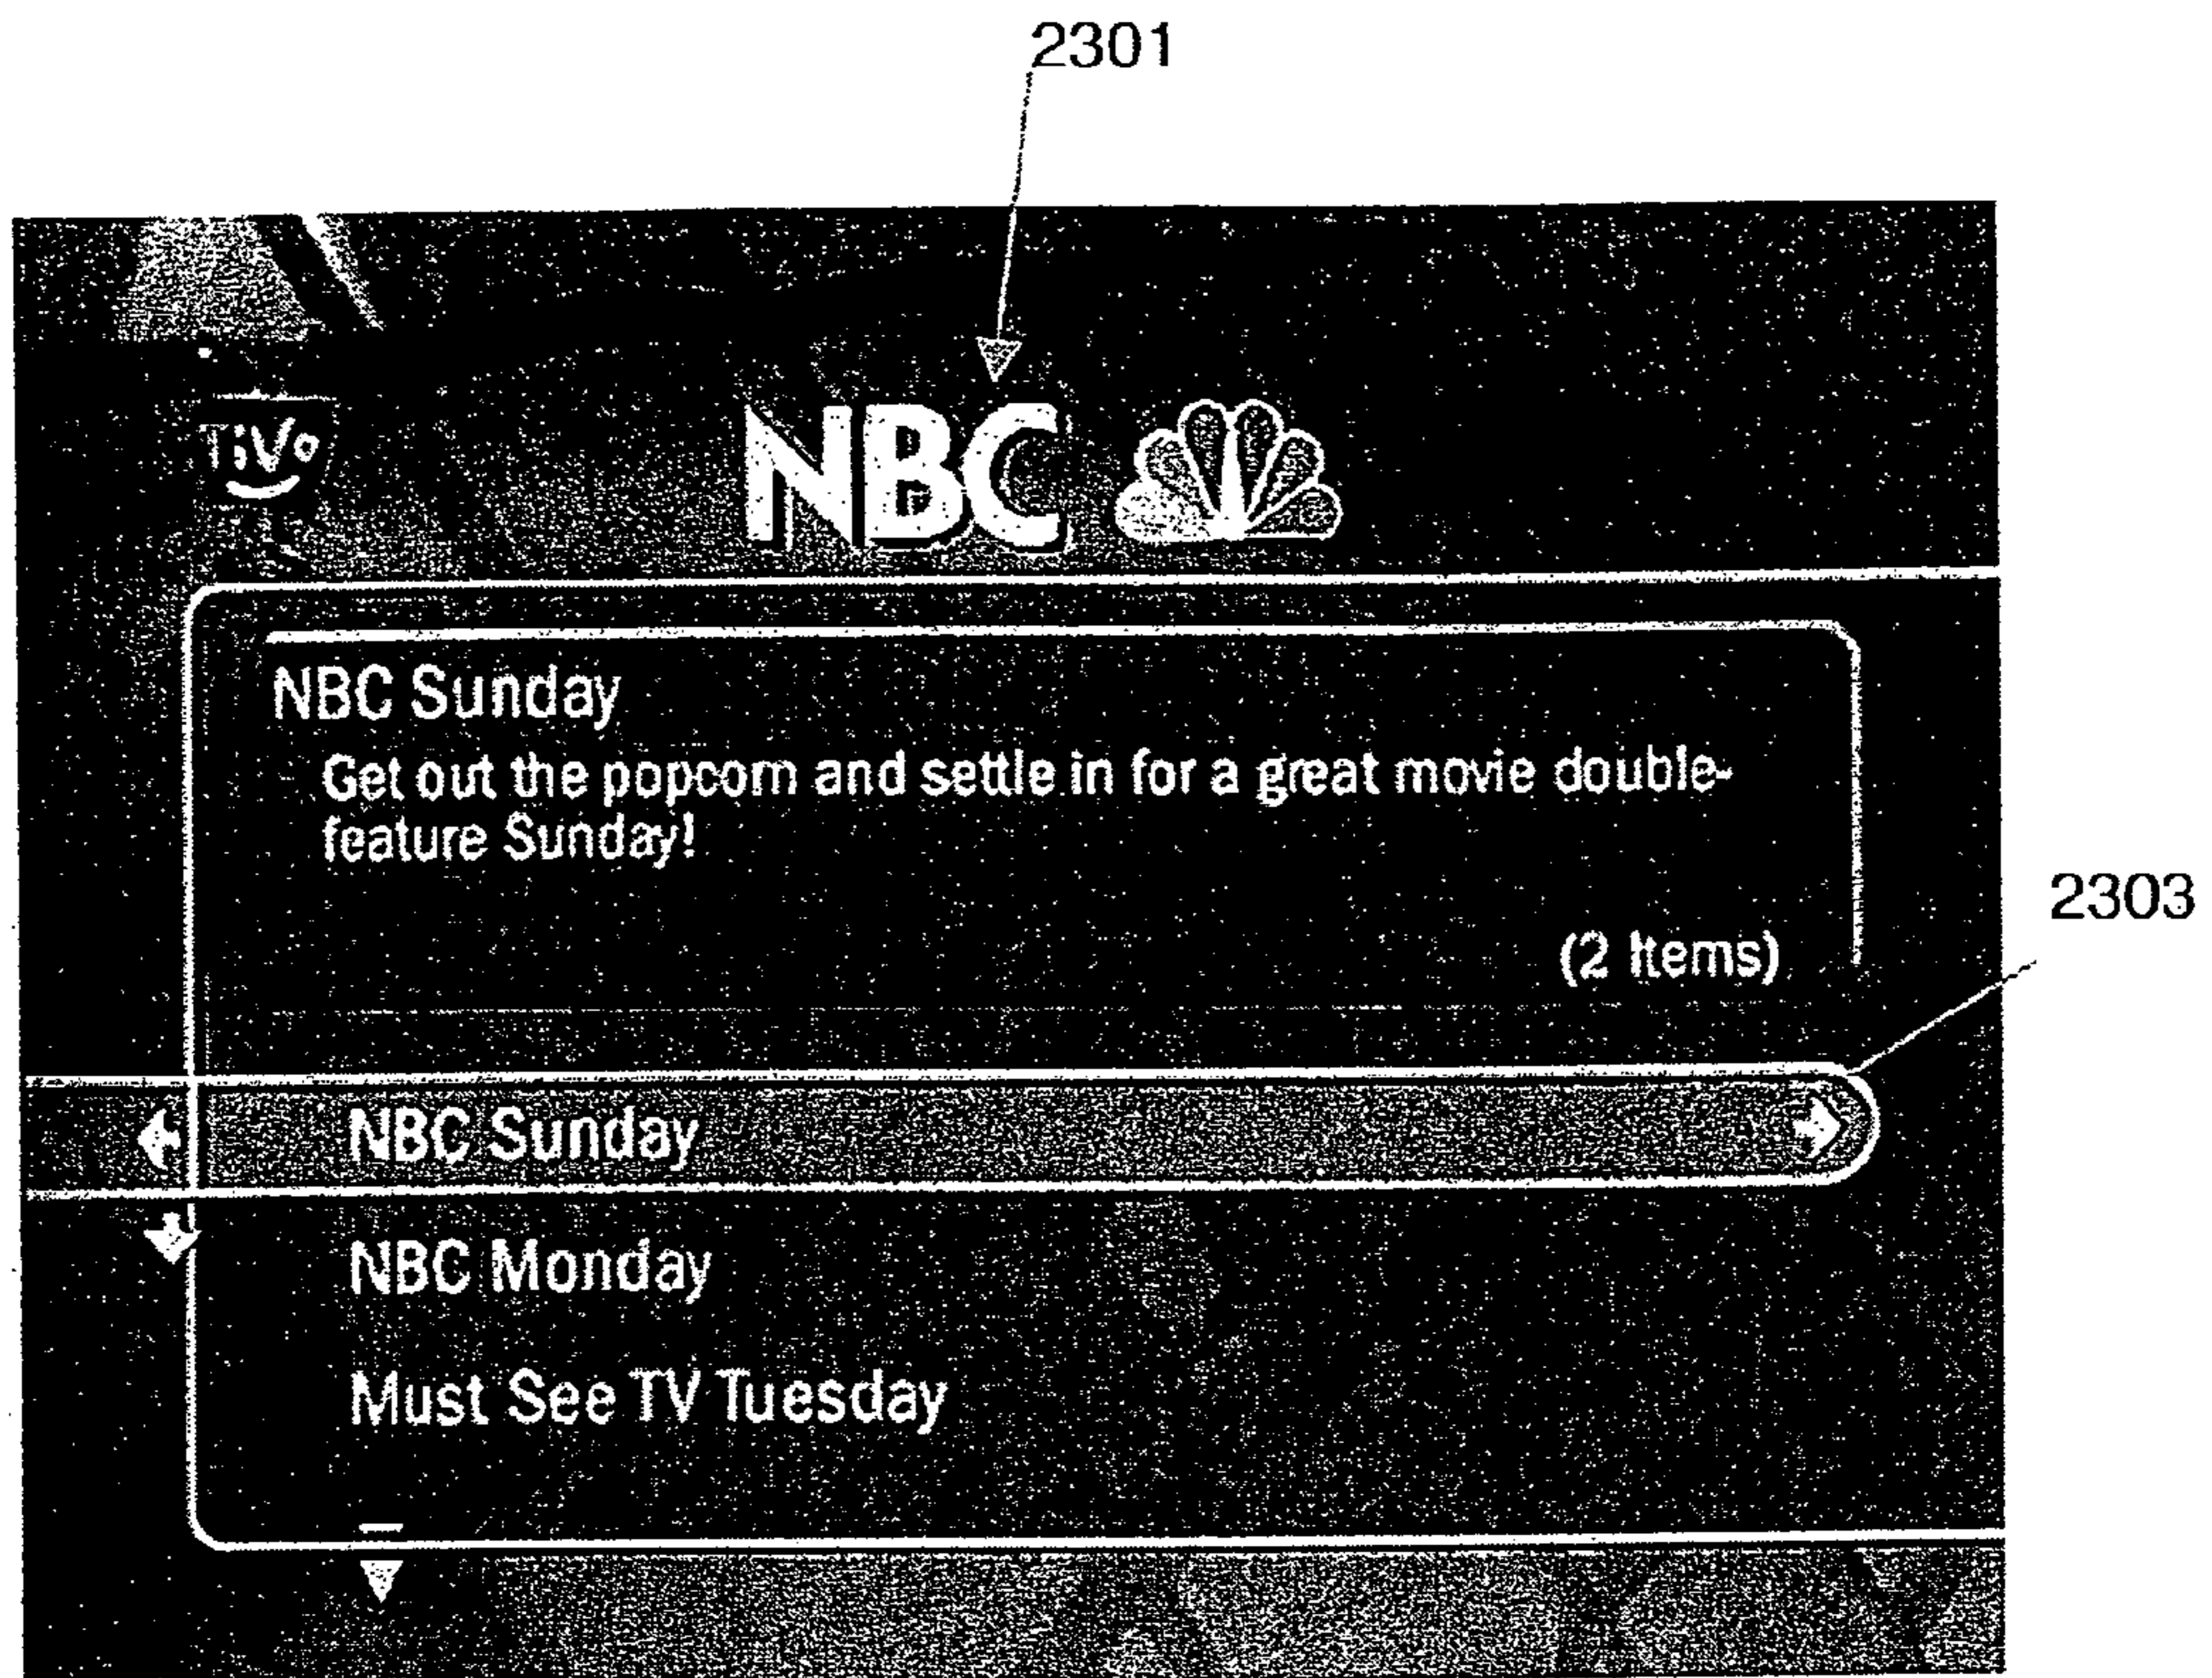 2301
TiVo
NBC
NBC Sunday
Get out the popcorn and settle in for a great movie double-
feature Sunday!
2303
(2 Items)
NBC Sunday
NBC Monday
Must See TV Tuesday